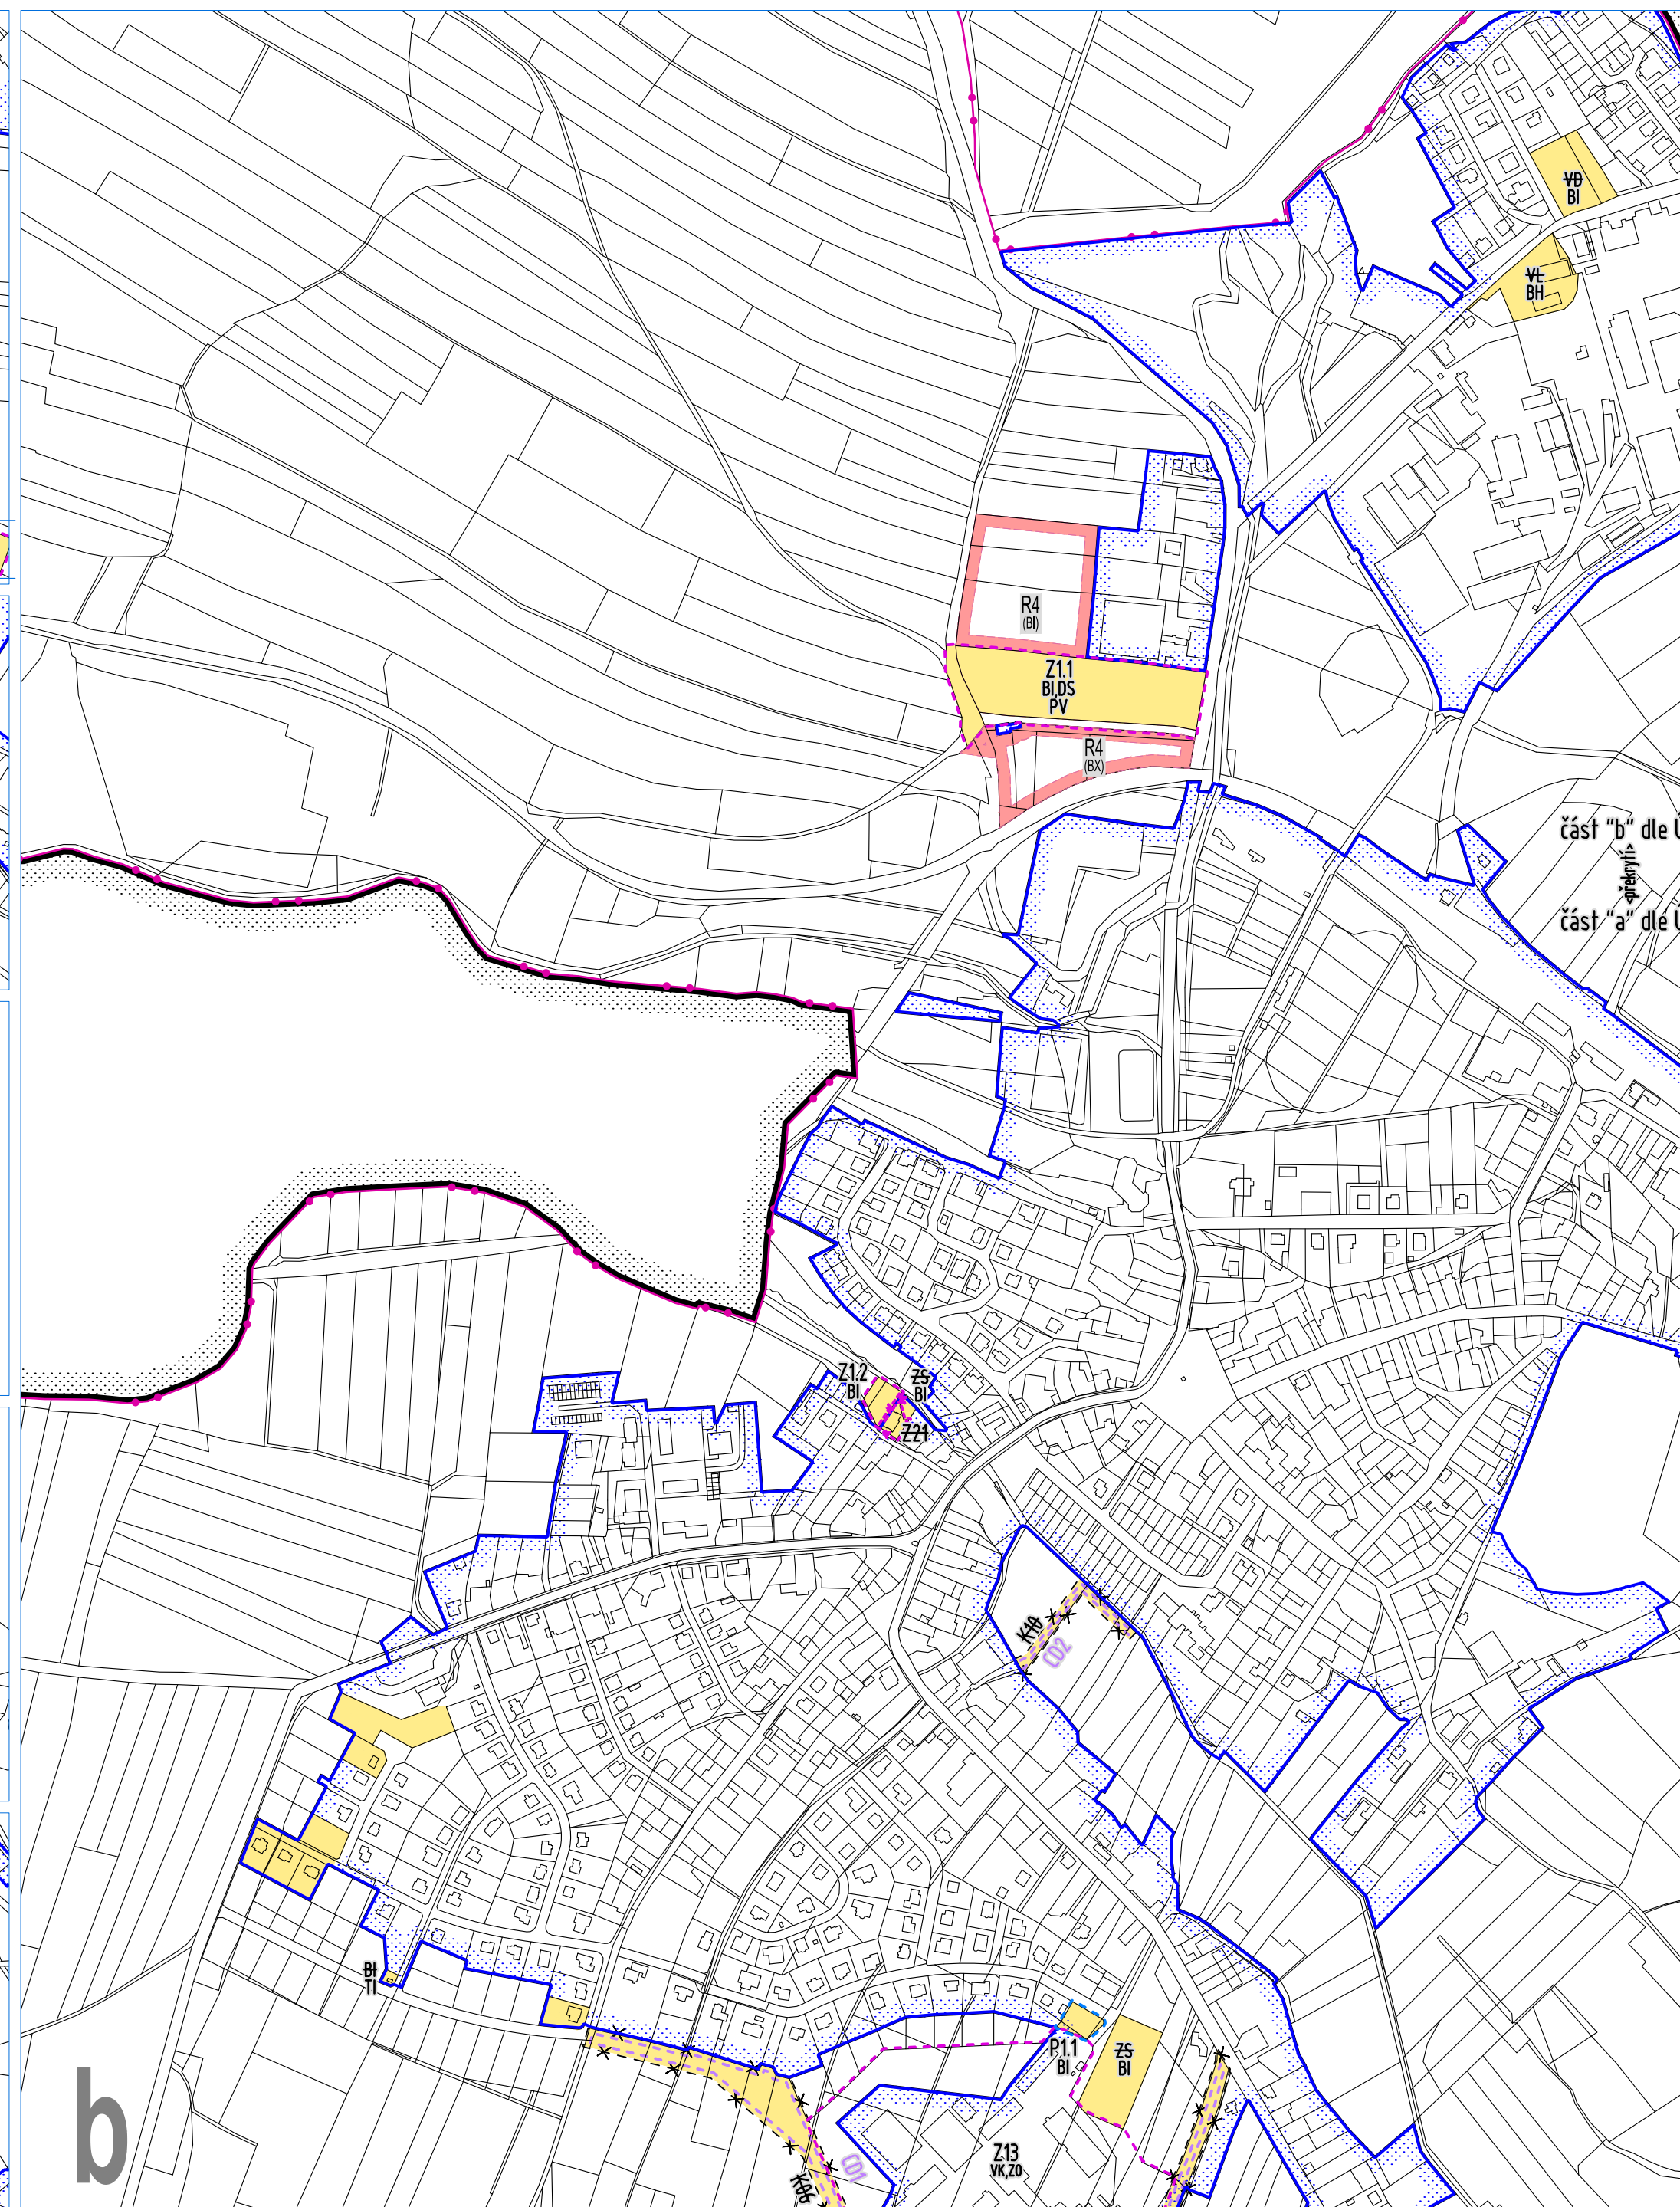 VD
BI
VL
BH
R4
(BI)
Z1.1
BI,DS
PV
R4
(BX)
část "b" dle Ú
<překrytí>
část "a" dle Ú
Z1.2
BI
ZS
BI
Z21
K10
CD2
BI
TI
P1.1
BI
ZS
BI
Z13
VK,ZO
CD1
K06
b